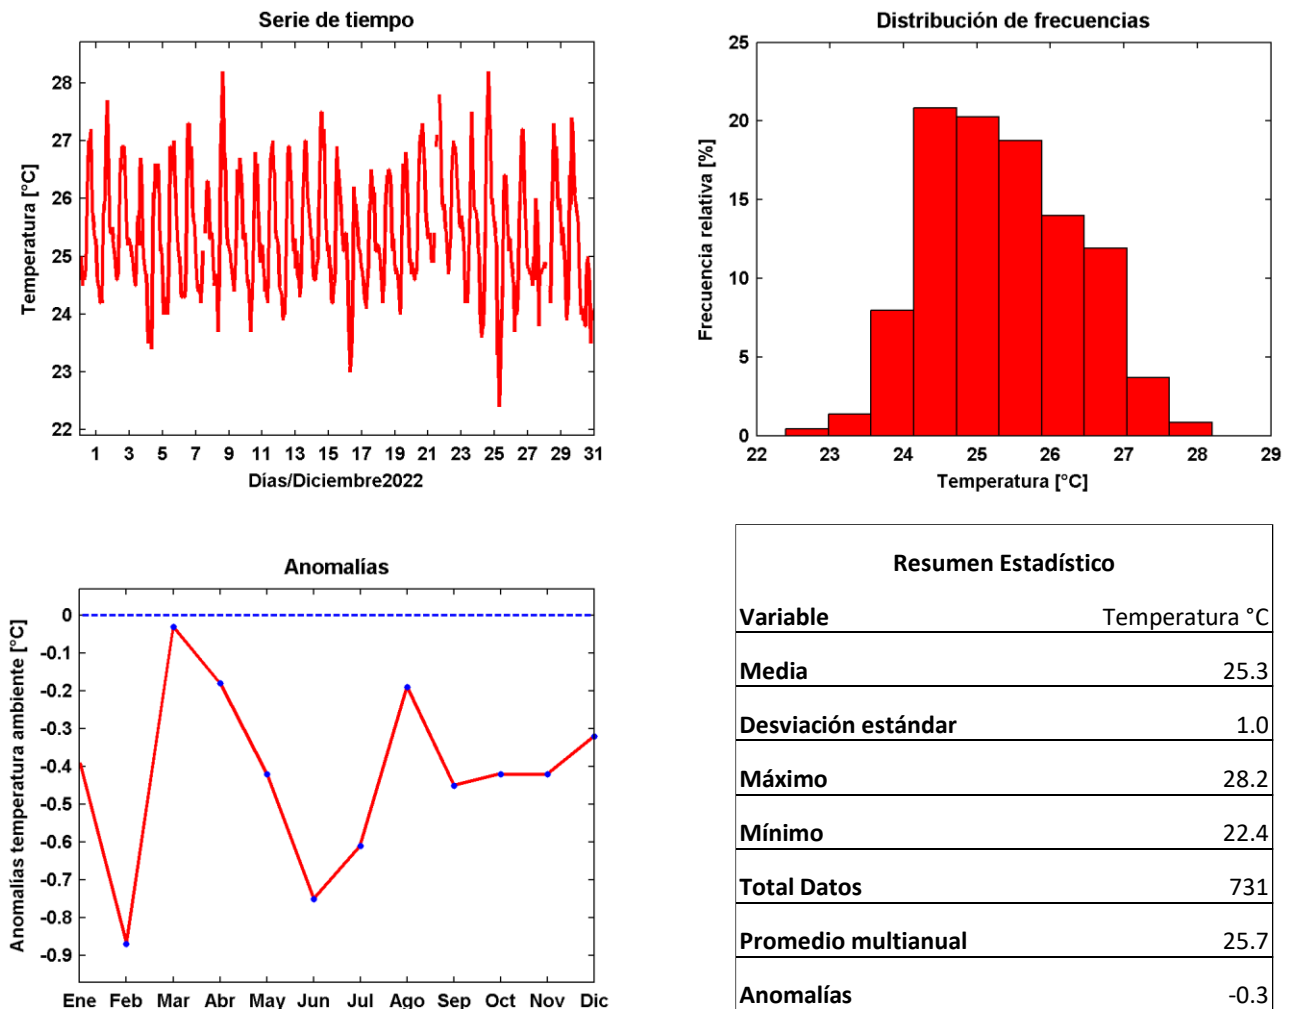 Serie de tiempo
Temperatura [°C]
28
27
26
25
24
23
22
1 3 5 7 9 11 13 15 17 19 21 23 25 27 29 31
Días/Diciembre2022
Distribución de frecuencias
Frecuencia relativa [%]
25
20
15
10
5
0
22 23 24 25 26 27 28 29
Temperatura [°C]
Anomalías
Anomalías temperatura ambiente [°C]
0
-0.1
-0.2
-0.3
-0.4
-0.5
-0.6
-0.7
-0.8
-0.9
Ene Feb Mar Abr May Jun Jul Ago Sep Oct Nov Dic
Resumen Estadístico
Variable Temperatura °C
Media 25.3
Desviación estándar 1.0
Máximo 28.2
Mínimo 22.4
Total Datos 731
Promedio multianual 25.7
Anomalías -0.3